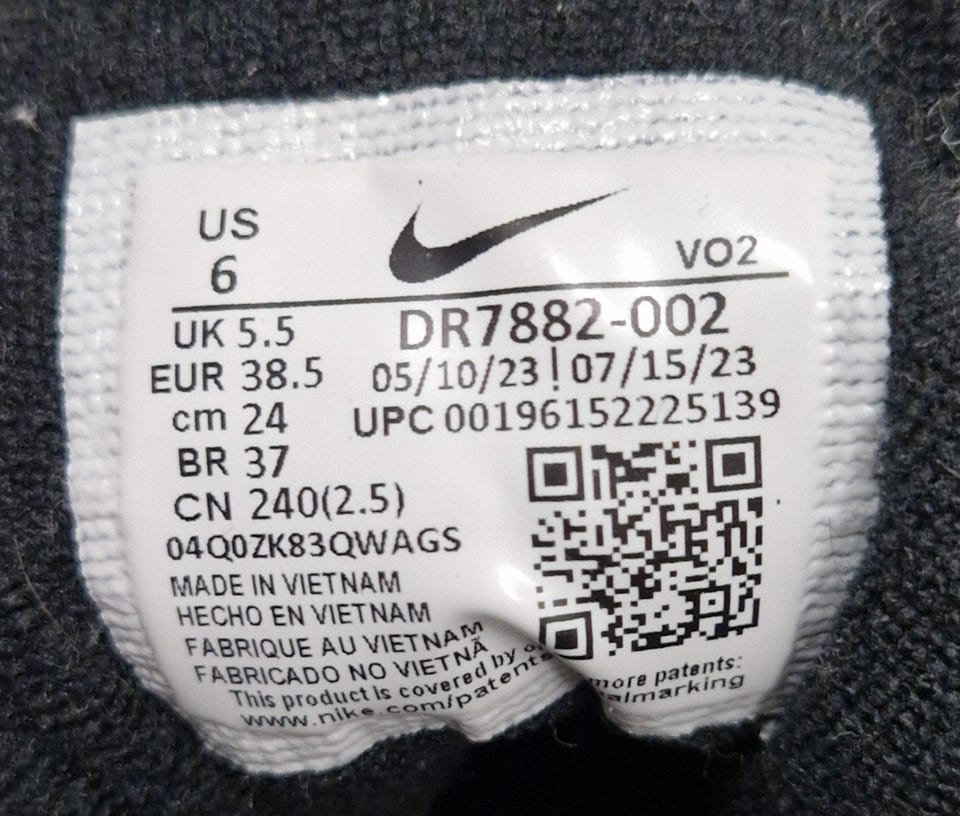 US
6
VO2
UK 5.5
DR7882-002
EUR 38.5
05/10/23 | 07/15/23
cm 24
UPC 00196152225139
BR 37
CN 240(2.5)
04Q0ZK83QWAGS
MADE IN VIETNAM
HECHO EN VIETNAM
FABRIQUE AU VIETNAM
FABRICADO NO VIETNÃ
This product is covered by more patents:
www.nike.com/patents